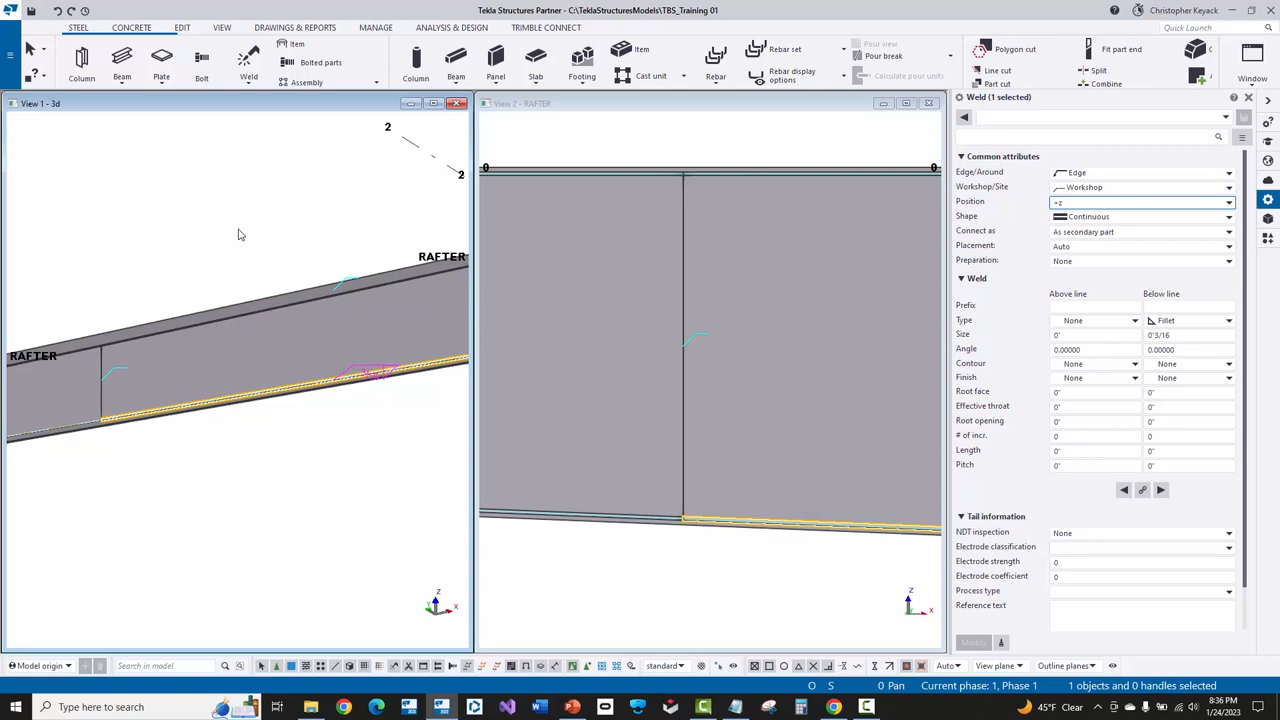 Tekla Structures Partner - C:\TeklaStructuresModels\TBS_Training 01
Christopher Keyack
STEEL
CONCRETE
EDIT
VIEW
DRAWINGS & REPORTS
MANAGE
ANALYSIS & DESIGN
TRIMBLE CONNECT
Quick Launch
Column
Beam
Plate
Bolt
Weld
Item
Bolted parts
Assembly
Column
Beam
Panel
Slab
Footing
Item
Cast unit
Rebar
Rebar set
Rebar display options
Pour view
Pour break
Calculate pour units
Polygon cut
Line cut
Part cut
Fit part end
Split
Combine
Window
View 1 - 3d
View 2 - RAFTER
Weld (1 selected)
2
2
RAFTER
RAFTER
0
0
Z
X
Z
X
Common attributes
Edge/Around
Edge
Workshop/Site
Workshop
Position
+z
Shape
Continuous
Connect as
As secondary part
Placement:
Auto
Preparation:
None
Weld
Above line
Below line
Prefix
Type
None
Fillet
Size
0"
0"3/16
Angle
0.00000
0.00000
Contour
None
None
Finish
None
None
Root face
0"
0"
Effective throat
0"
0"
Root opening
0"
0"
# of incr.
0
0
Length
0"
0"
Pitch
0"
0"
Tail information
NDT inspection
None
Electrode classification
Electrode strength
0
Electrode coefficient
0
Process type
Reference text
Modify
Model origin
Search in model
standard
Auto
View plane
Outline planes
O
S
0 Pan
Current phase: 1, Phase 1
1 objects and 0 handles selected
Type here to search
45°F Clear
8:36 PM
1/24/2023